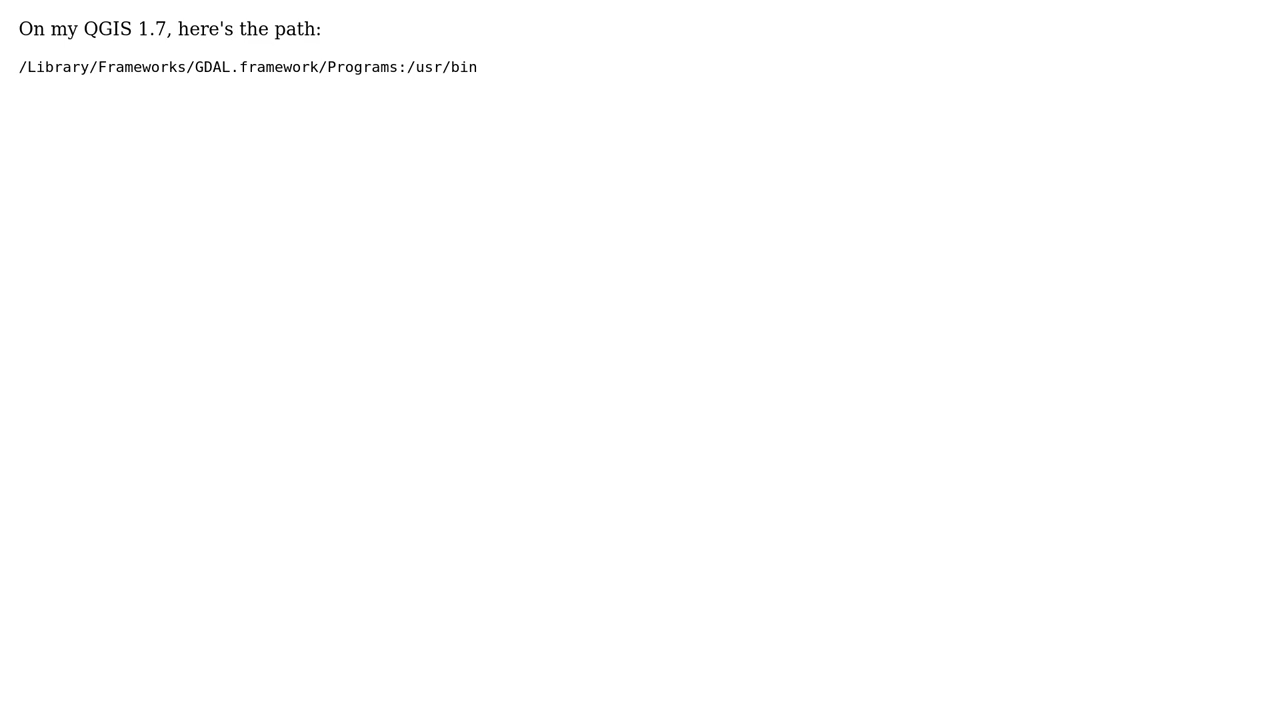 On my QGIS 1.7, here's the path:
/Library/Frameworks/GDAL.framework/Programs:/usr/bin